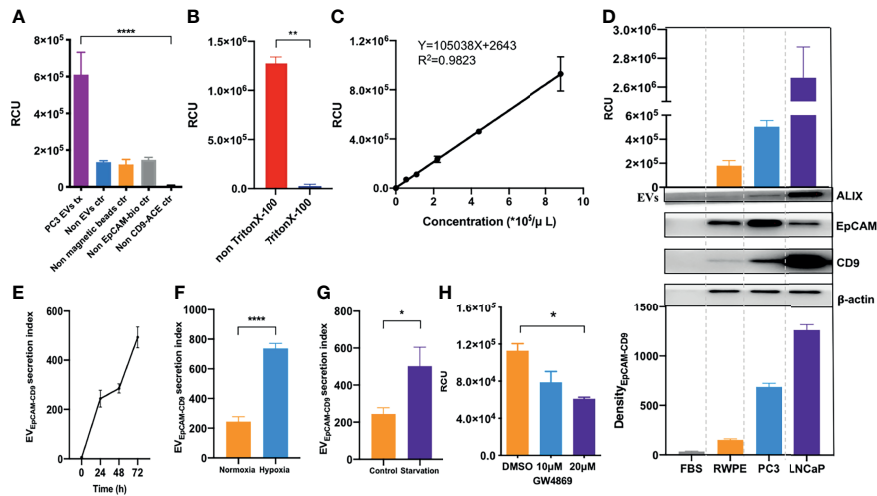 A
****
8×10⁵
6×10⁵
4×10⁵
2×10⁵
0
RCU
PC3 EVs tx
Non EVs ctr
Non magnetic beads ctr
Non EpCAM-bio ctr
Non CD9-ACE ctr
B
**
1.5×10⁶
1.0×10⁶
5.0×10⁵
0.0
RCU
non TritonX-100
7ritonX-100
C
Y=105038X+2643
R²=0.9823
1.2×10⁶
8.0×10⁵
4.0×10⁵
0.0
RCU
0 2 4 6 8 10
Concentration (*10⁵/μ L)
D
3.0×10⁶
2.8×10⁶
2.6×10⁶
6×10⁵
4×10⁵
2×10⁵
RCU
EVs
ALIX
EpCAM
CD9
β-actin
1500
1000
500
0
Density EpCAM-CD9
FBS RWPE PC3 LNCaP
E
600
400
200
0
EV EpCAM-CD9 secretion index
0 24 48 72
Time (h)
F
****
1000
800
600
400
200
0
EV EpCAM-CD9 secretion index
Normoxia Hypoxia
G
*
800
600
400
200
0
EV EpCAM-CD9 secretion index
Control Starvation
H
*
1.6×10⁵
1.2×10⁵
8.0×10⁴
4.0×10⁴
0.0
RCU
DMSO 10μM 20μM
GW4869